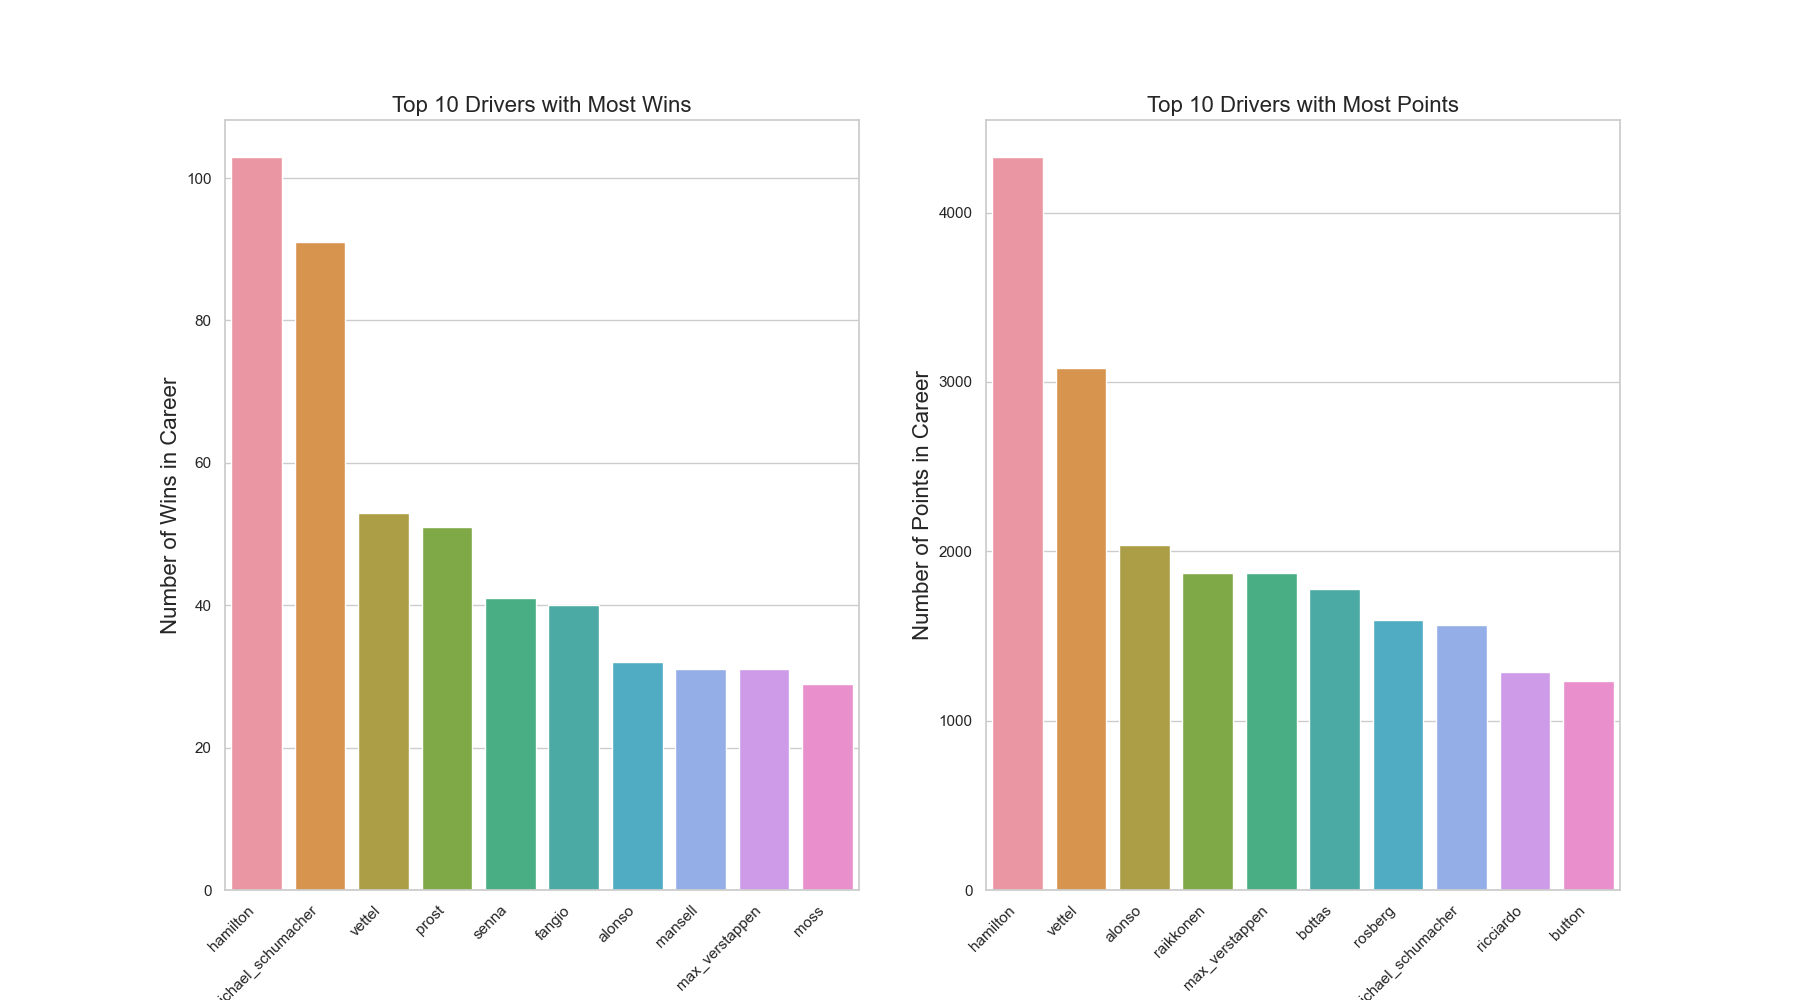 Top 10 Drivers with Most Wins
Number of Wins in Career
100
80
60
40
20
0
hamilton
ichael_schumacher
vettel
prost
senna
fangio
alonso
mansell
max_verstappen
moss
Top 10 Drivers with Most Points
Number of Points in Career
4000
3000
2000
1000
0
hamilton
vettel
alonso
raikkonen
max_verstappen
bottas
rosberg
ichael_schumacher
ricciardo
button